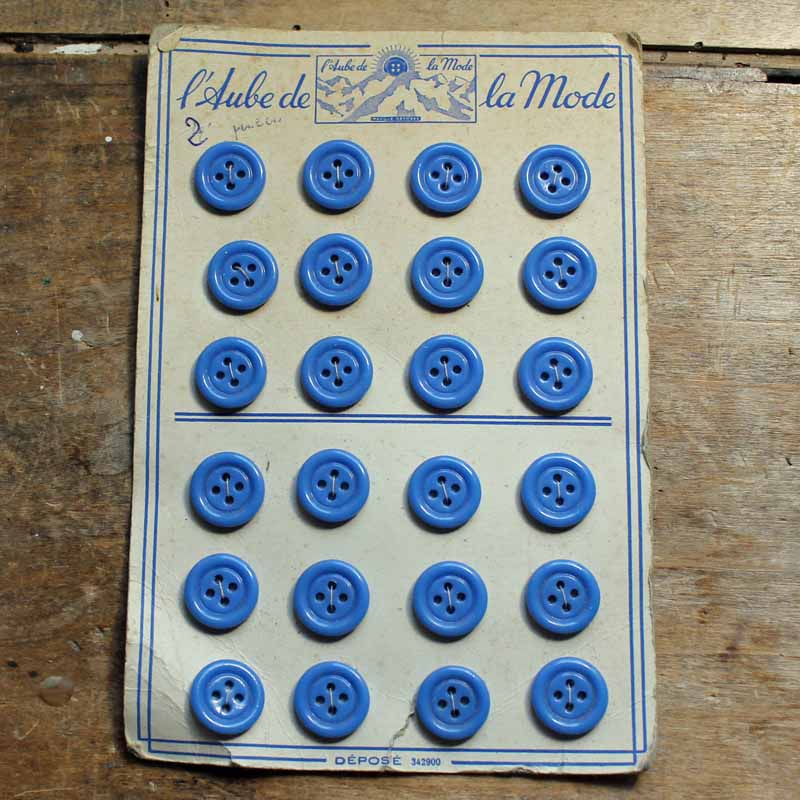 l'Aube de la Mode
l'Aube de la Mode
2
DÉPOSÉ 342900